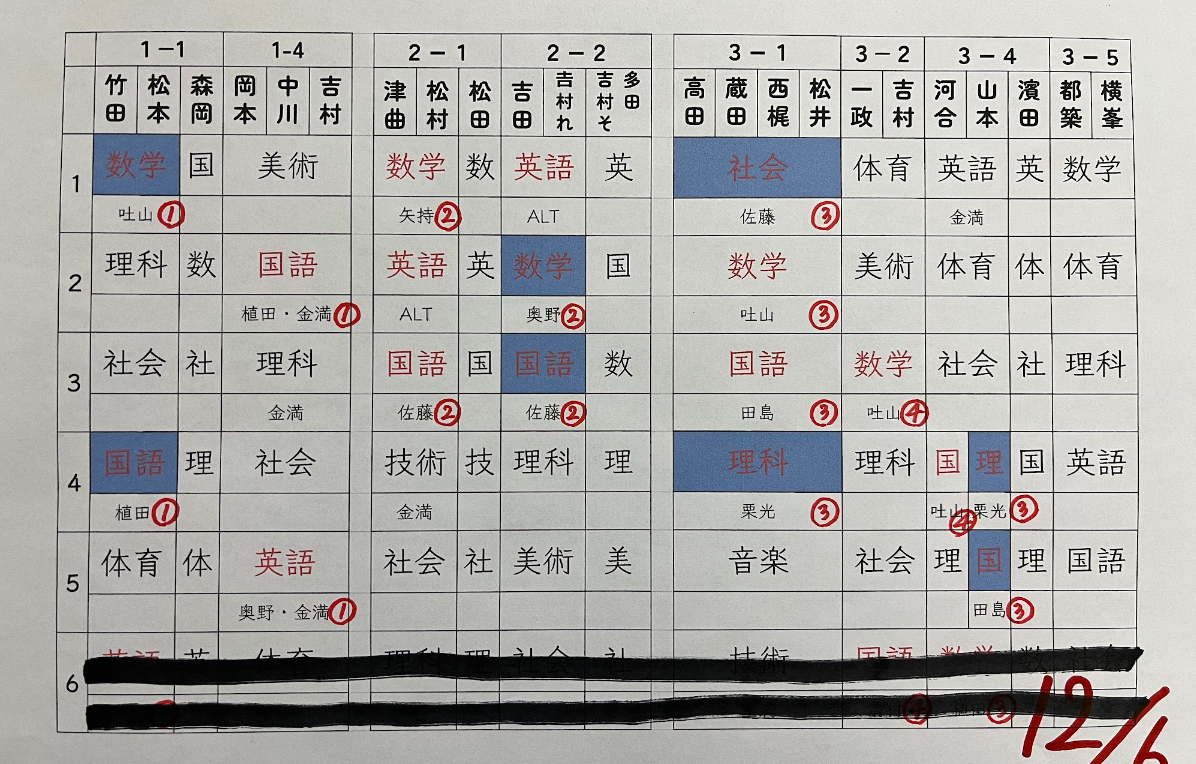 1－1 1-4 2－1 2－2 3－1 3－2 3－4 3－5
竹田 松本 森岡 岡本 中川 吉村 津曲 松村 松田 吉田 吉村れ 吉村そ 多田 高田 蔵田 西梶 松井 一政 吉村 河合 山本 濱田 都築 横峯
1 数学 国 美術 数学 数 英語 英 社会 体育 英語 英 数学
吐山① 矢持② ALT 佐藤 ③ 金満
2 理科 数 国語 英語 英 数学 国 数学 美術 体育 体 体育
植田・金満① ALT 奥野② 吐山 ③
3 社会 社 理科 国語 国 国語 数 国語 数学 社会 社 理科
金満 佐藤② 佐藤② 田島 ③ 吐山④
4 国語 理 社会 技術 技 理科 理 理科 理科 国 理 国 英語
植田① 金満 栗光 ③ 吐山④ 栗光③
5 体育 体 英語 社会 社 美術 美 音楽 社会 理 国 理 国語
奥野・金満① 田島③
6 英語 英 体育 理科 理 社会 社 技術 国語 数学 数 社会
④ ③
12/6